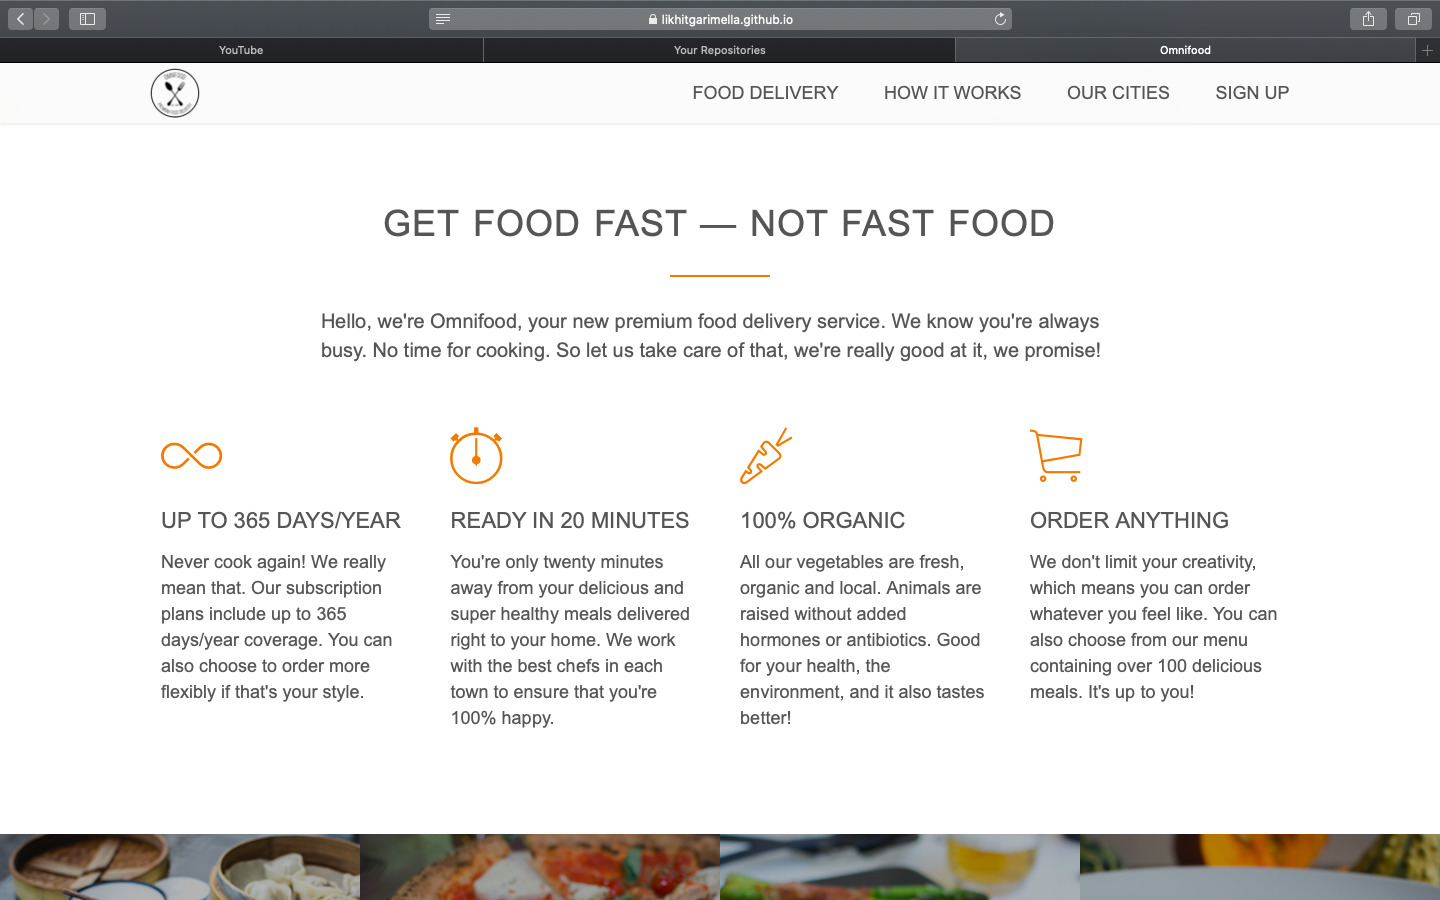 likhitgarimella.github.io
YouTube
Your Repositories
Omnifood
FOOD DELIVERY
HOW IT WORKS
OUR CITIES
SIGN UP
GET FOOD FAST — NOT FAST FOOD
Hello, we're Omnifood, your new premium food delivery service. We know you're always
busy. No time for cooking. So let us take care of that, we're really good at it, we promise!
UP TO 365 DAYS/YEAR
Never cook again! We really
mean that. Our subscription
plans include up to 365
days/year coverage. You can
also choose to order more
flexibly if that's your style.
READY IN 20 MINUTES
You're only twenty minutes
away from your delicious and
super healthy meals delivered
right to your home. We work
with the best chefs in each
town to ensure that you're
100% happy.
100% ORGANIC
All our vegetables are fresh,
organic and local. Animals are
raised without added
hormones or antibiotics. Good
for your health, the
environment, and it also tastes
better!
ORDER ANYTHING
We don't limit your creativity,
which means you can order
whatever you feel like. You can
also choose from our menu
containing over 100 delicious
meals. It's up to you!